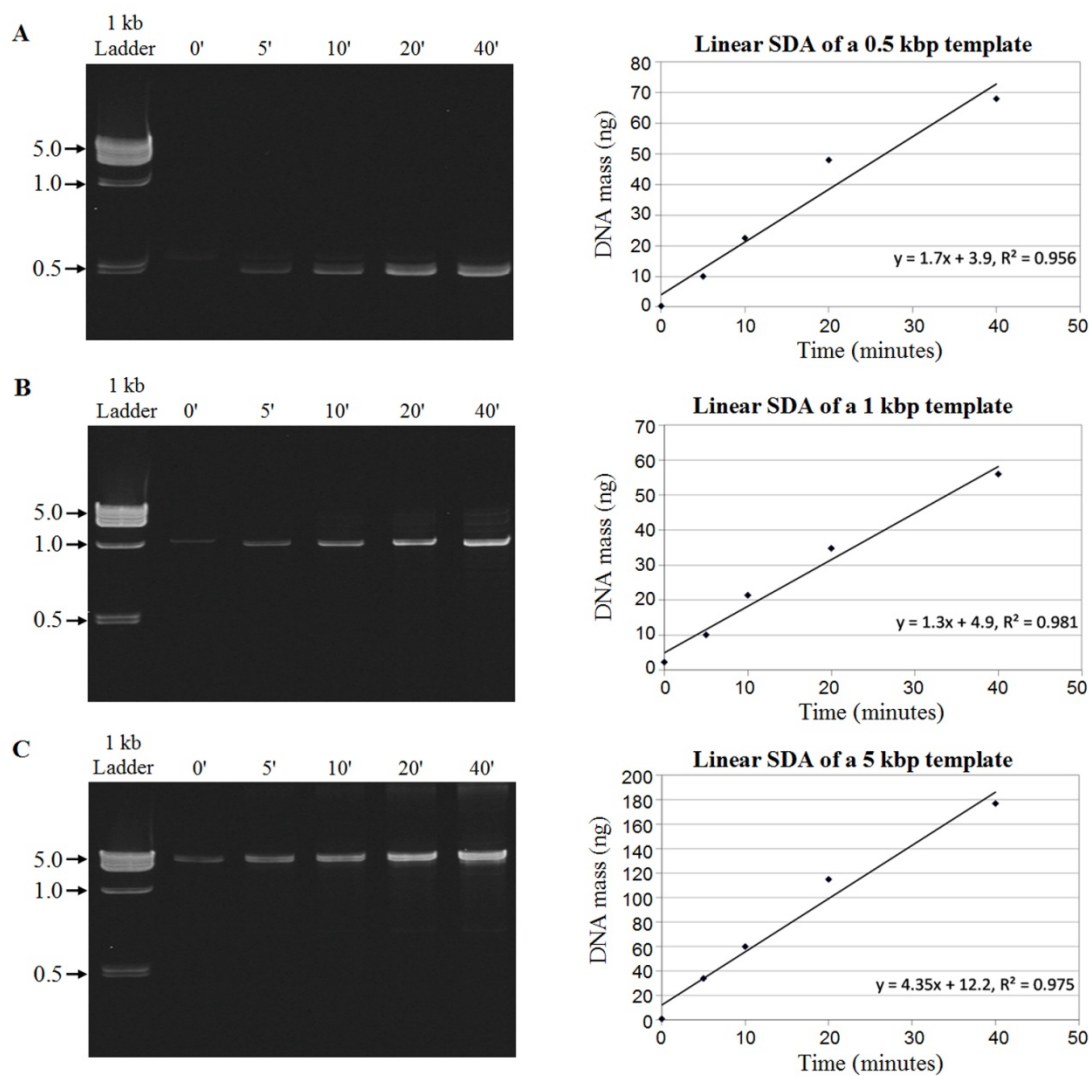 A
1 kb
Ladder 0' 5' 10' 20' 40'
5.0
1.0
0.5
Linear SDA of a 0.5 kbp template
DNA mass (ng)
80
70
60
50
40
30
20
10
0
y = 1.7x + 3.9, R² = 0.956
0 10 20 30 40 50
Time (minutes)
B
1 kb
Ladder 0' 5' 10' 20' 40'
5.0
1.0
0.5
Linear SDA of a 1 kbp template
DNA mass (ng)
70
60
50
40
30
20
10
0
y = 1.3x + 4.9, R² = 0.981
0 10 20 30 40 50
Time (minutes)
C
1 kb
Ladder 0' 5' 10' 20' 40'
5.0
1.0
0.5
Linear SDA of a 5 kbp template
DNA mass (ng)
200
180
160
140
120
100
80
60
40
20
0
y = 4.35x + 12.2, R² = 0.975
0 10 20 30 40 50
Time (minutes)